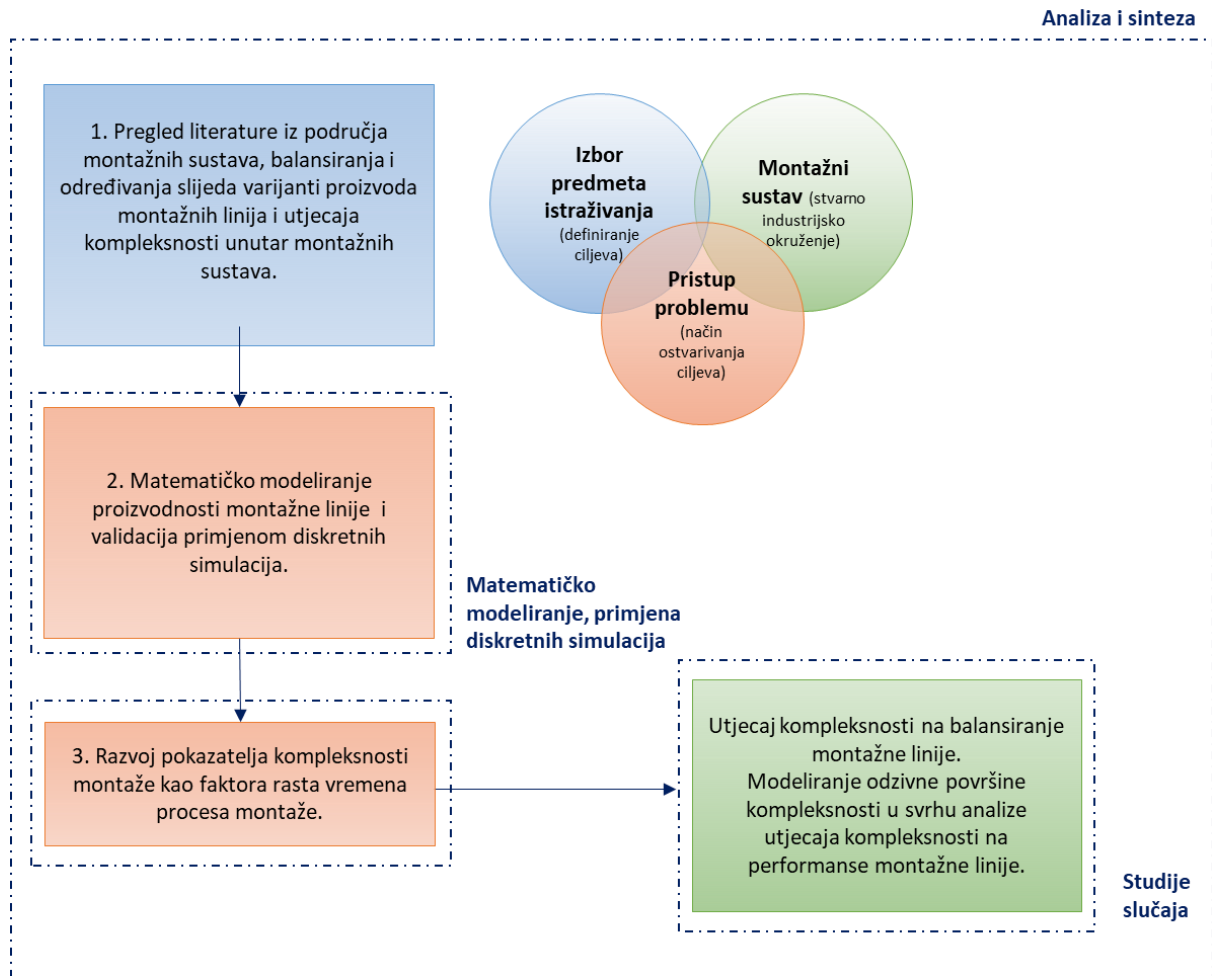 Analiza i sinteza
1. Pregled literature iz područja
montažnih sustava, balansiranja i
određivanja slijeda varijanti proizvoda
montažnih linija i utjecaja
kompleksnosti unutar montažnih
sustava.
Izbor
predmeta
istraživanja
(definiranje
ciljeva)
Montažni
sustav (stvarno
industrijsko
okruženje)
Pristup
problemu
(način
ostvarivanja
ciljeva)
2. Matematičko modeliranje
proizvodnosti montažne linije i
validacija primjenom diskretnih
simulacija.
Matematičko
modeliranje, primjena
diskretnih simulacija
3. Razvoj pokazatelja kompleksnosti
montaže kao faktora rasta vremena
procesa montaže.
Utjecaj kompleksnosti na balansiranje
montažne linije.
Modeliranje odzivne površine
kompleksnosti u svrhu analize
utjecaja kompleksnosti na
performanse montažne linije.
Studije
slučaja